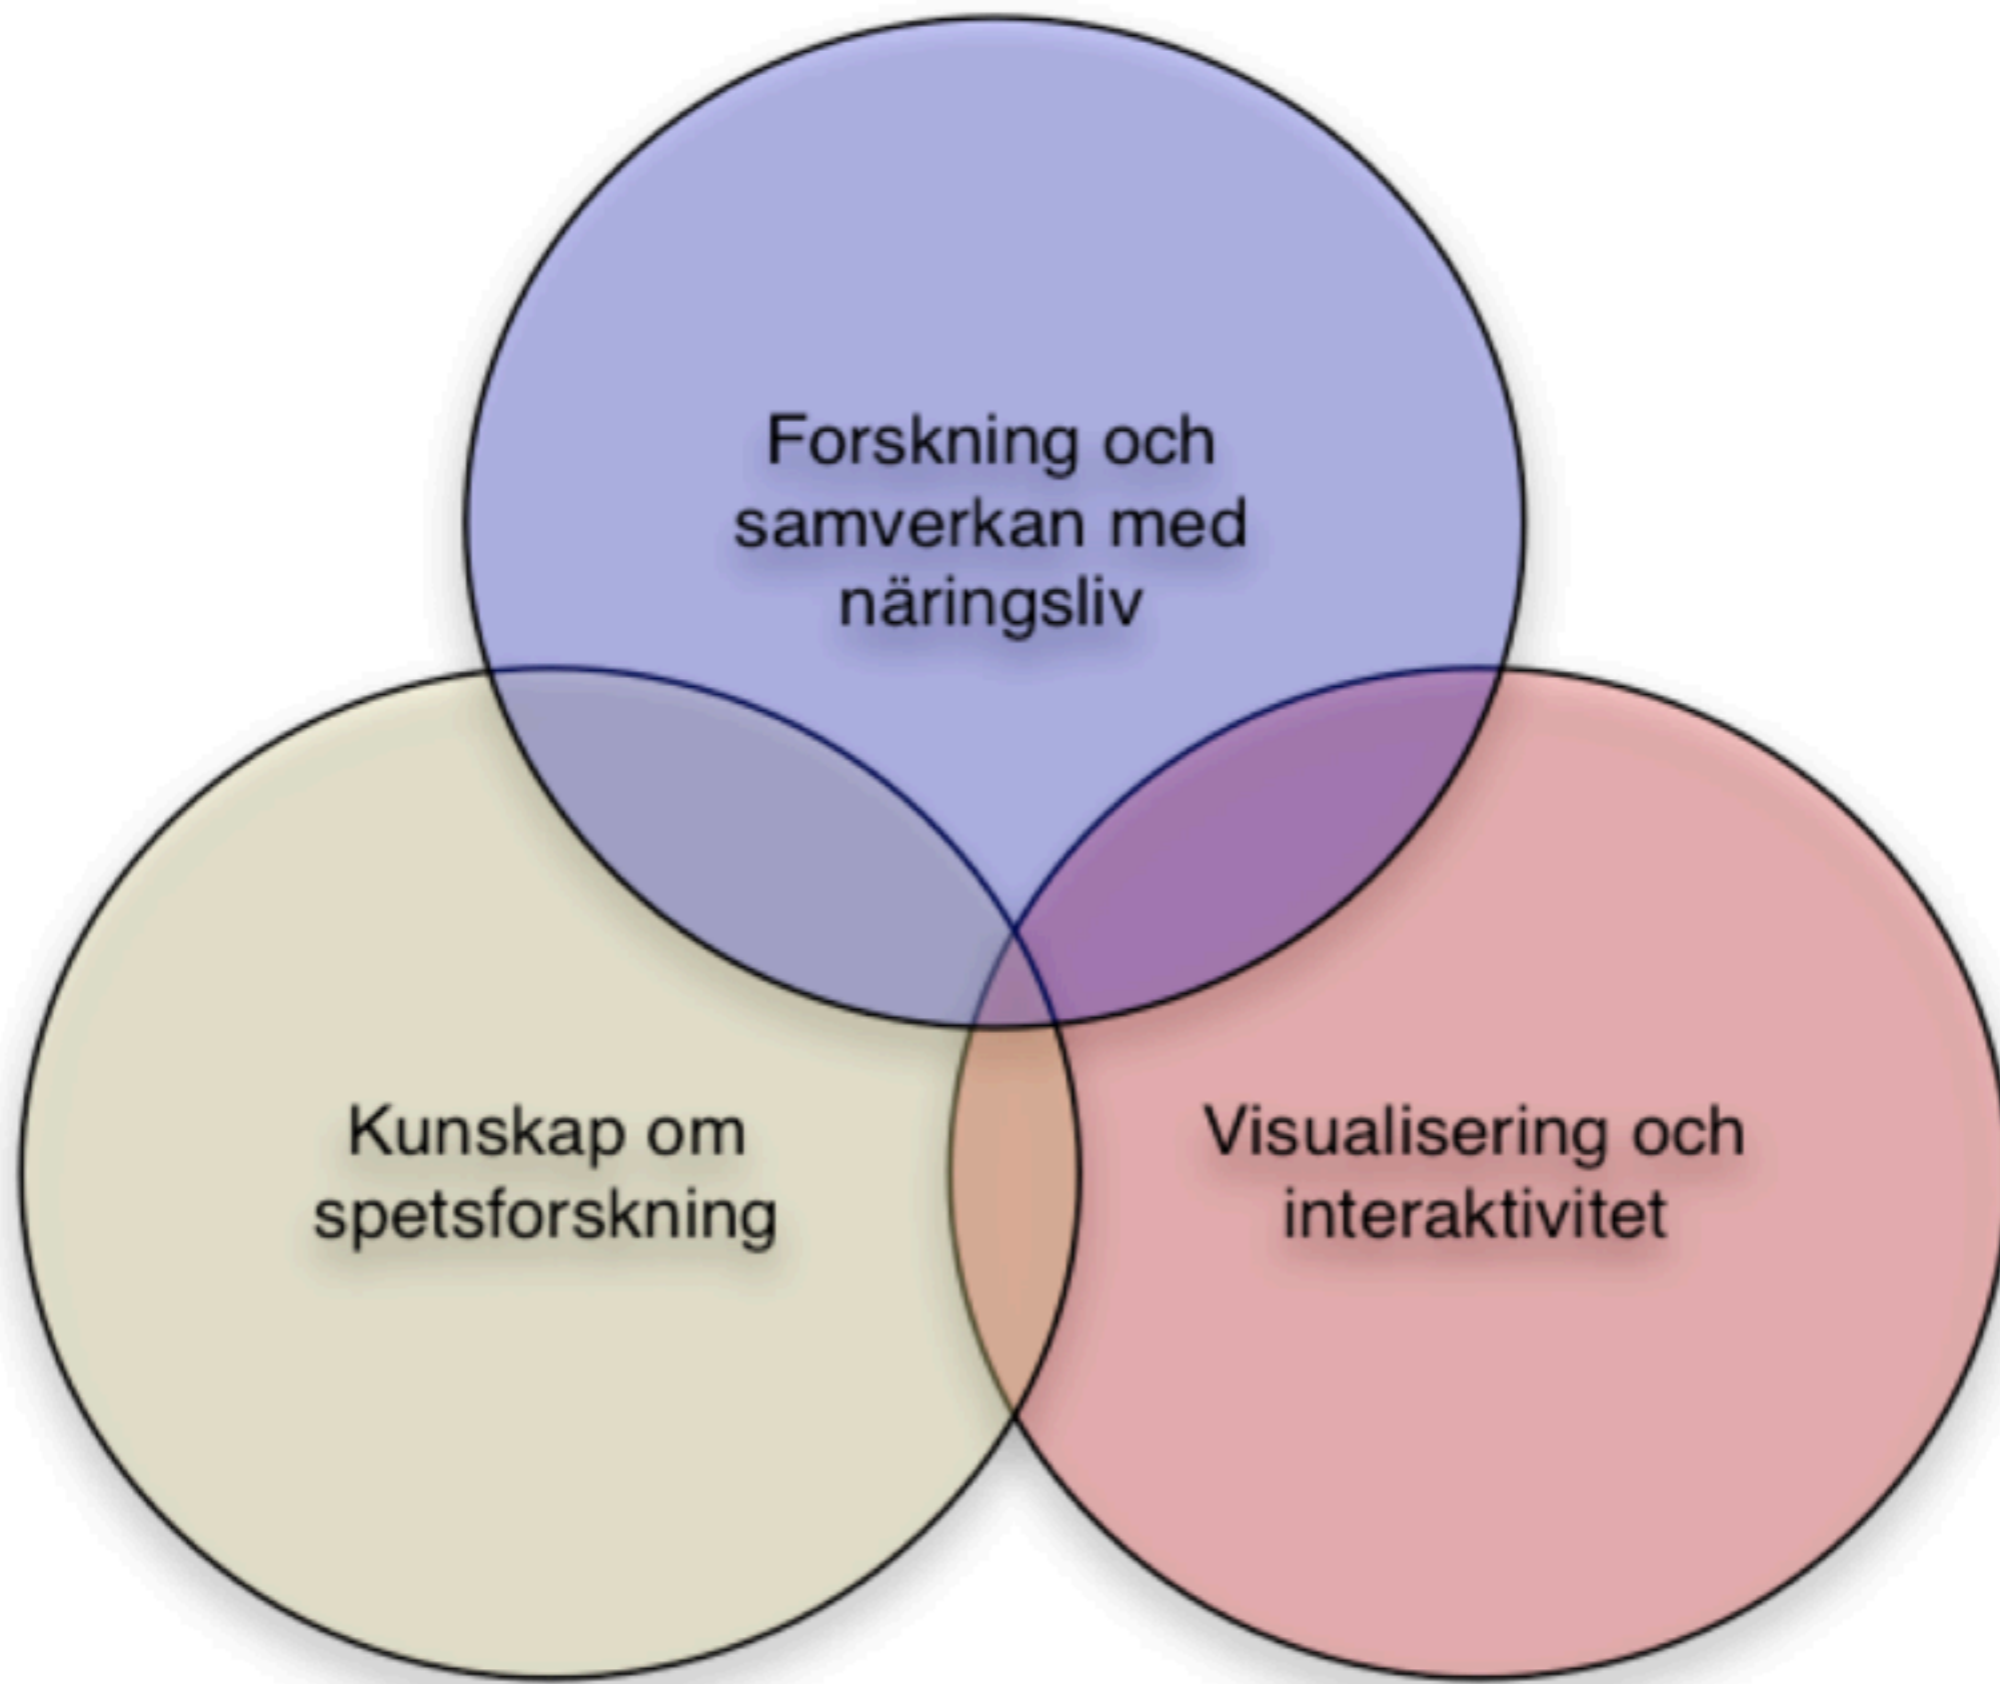 Forskning och
samverkan med
näringsliv
Kunskap om
spetsforskning
Visualisering och
interaktivitet